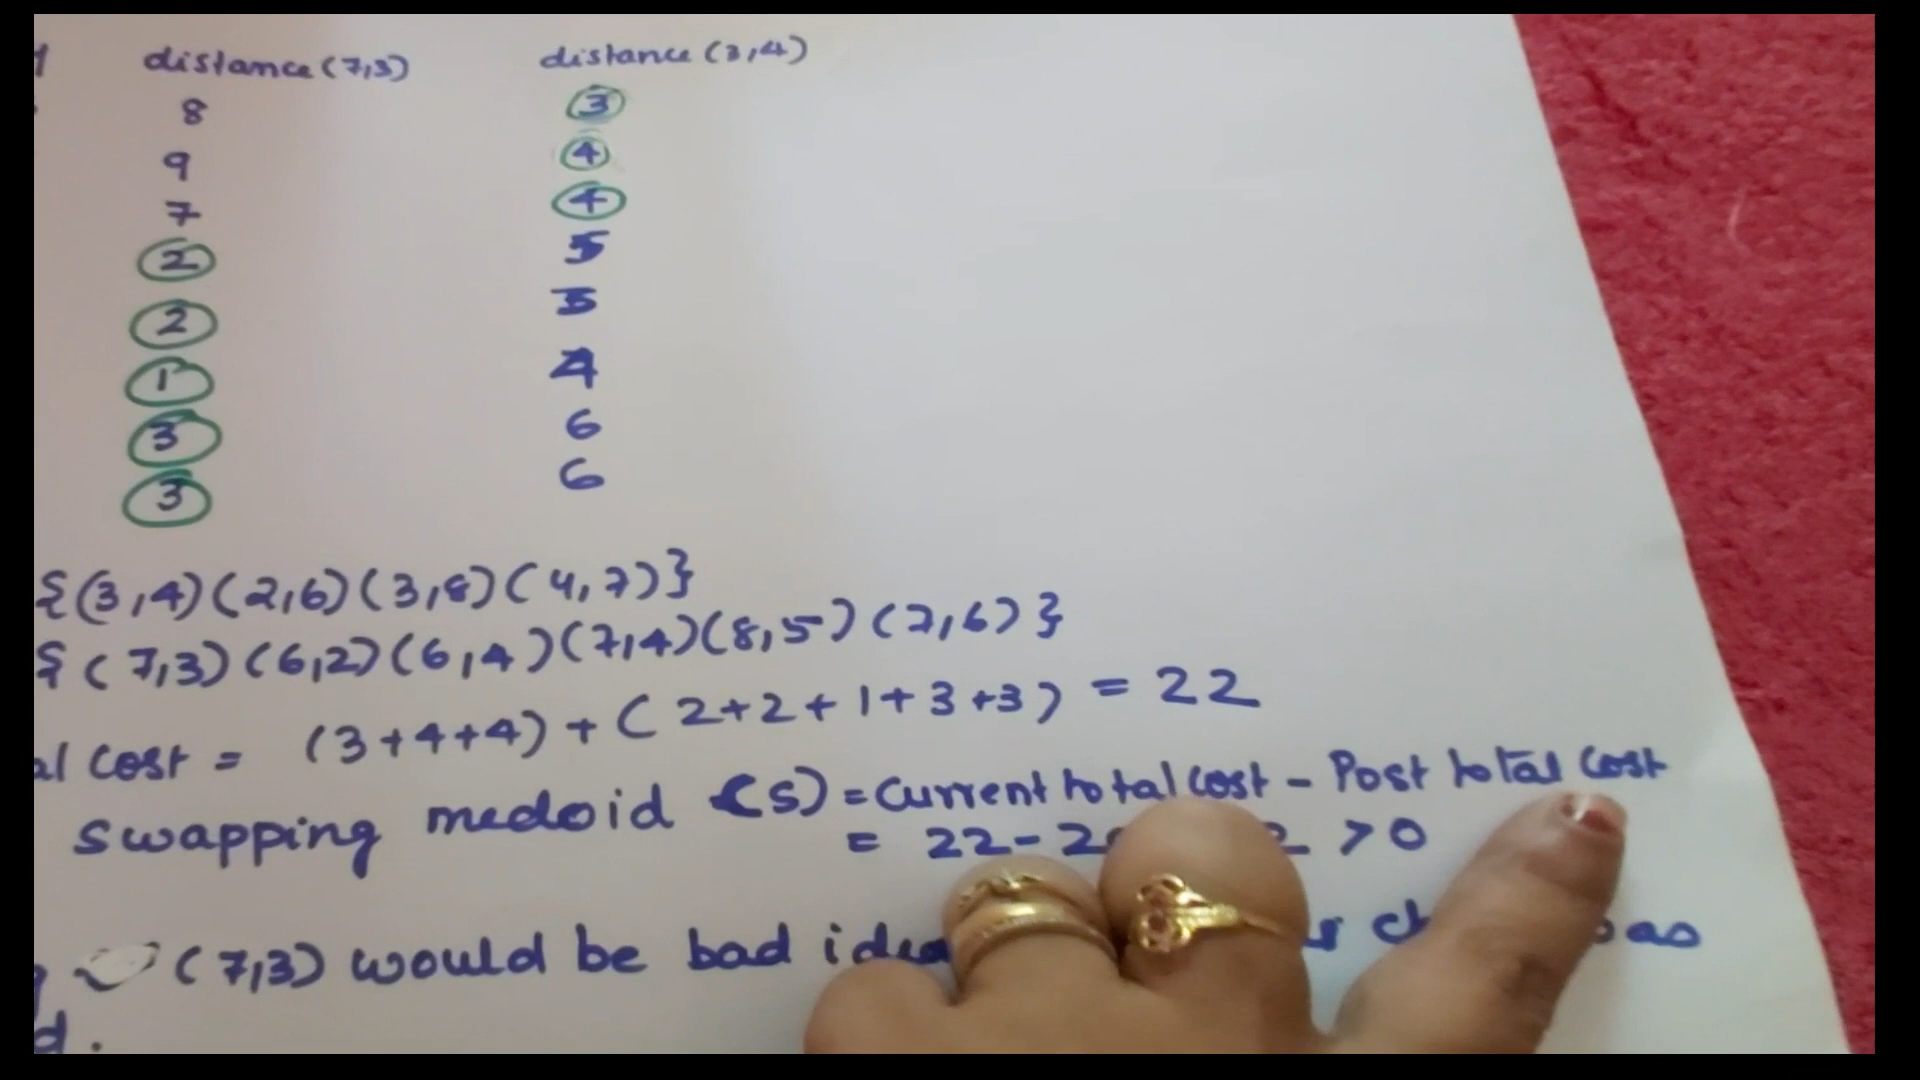 distance (7,3) distance (3,4)
8 3
9 4
7 4
2 5
2 5
1 4
3 6
3 6
{(3,4)(2,6)(3,8)(4,7)}
{(7,3)(6,2)(6,4)(7,4)(8,5)(7,6)}
al cost = (3+4+4)+(2+2+1+3+3) = 22
swapping medoid (S) = Current total cost - Post total cost
= 22-2 >0
(7,3) would be bad idea as
d.